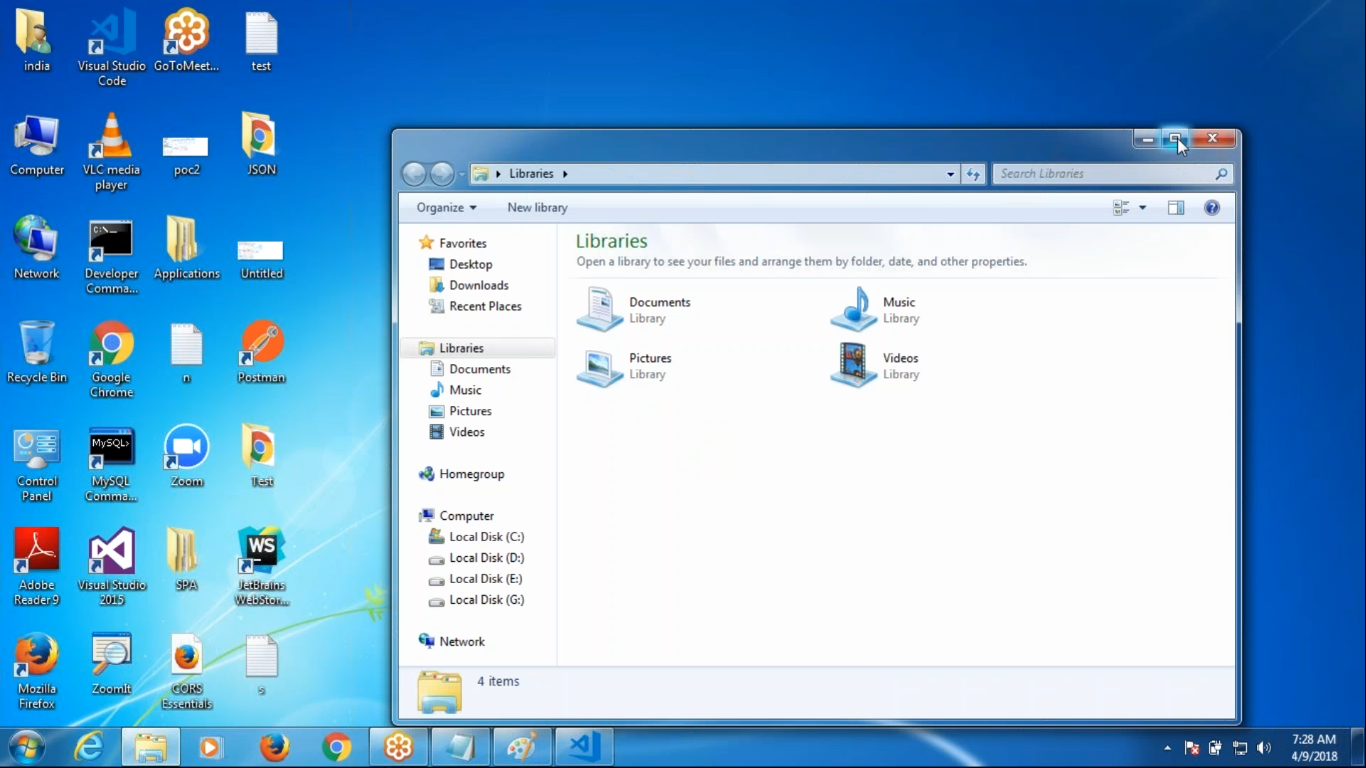 india
Visual Studio
Code
GoToMeet...
test
Computer
VLC media
player
poc2
JSON
Network
Developer
Comma...
Applications
Untitled
Recycle Bin
Google
Chrome
n
Postman
Control
Panel
MySQL>
MySQL
Comma...
Zoom
Test
Adobe
Reader 9
Visual Studio
2015
SPA
WS
JetBrains
WebStor...
Mozilla
Firefox
ZoomIt
CORS
Essentials
s
Libraries
Search Libraries
Organize
New library
Favorites
Desktop
Downloads
Recent Places
Libraries
Documents
Music
Pictures
Videos
Homegroup
Computer
Local Disk (C:)
Local Disk (D:)
Local Disk (E:)
Local Disk (G:)
Network
Libraries
Open a library to see your files and arrange them by folder, date, and other properties.
Documents
Library
Music
Library
Pictures
Library
Videos
Library
4 items
7:28 AM
4/9/2018